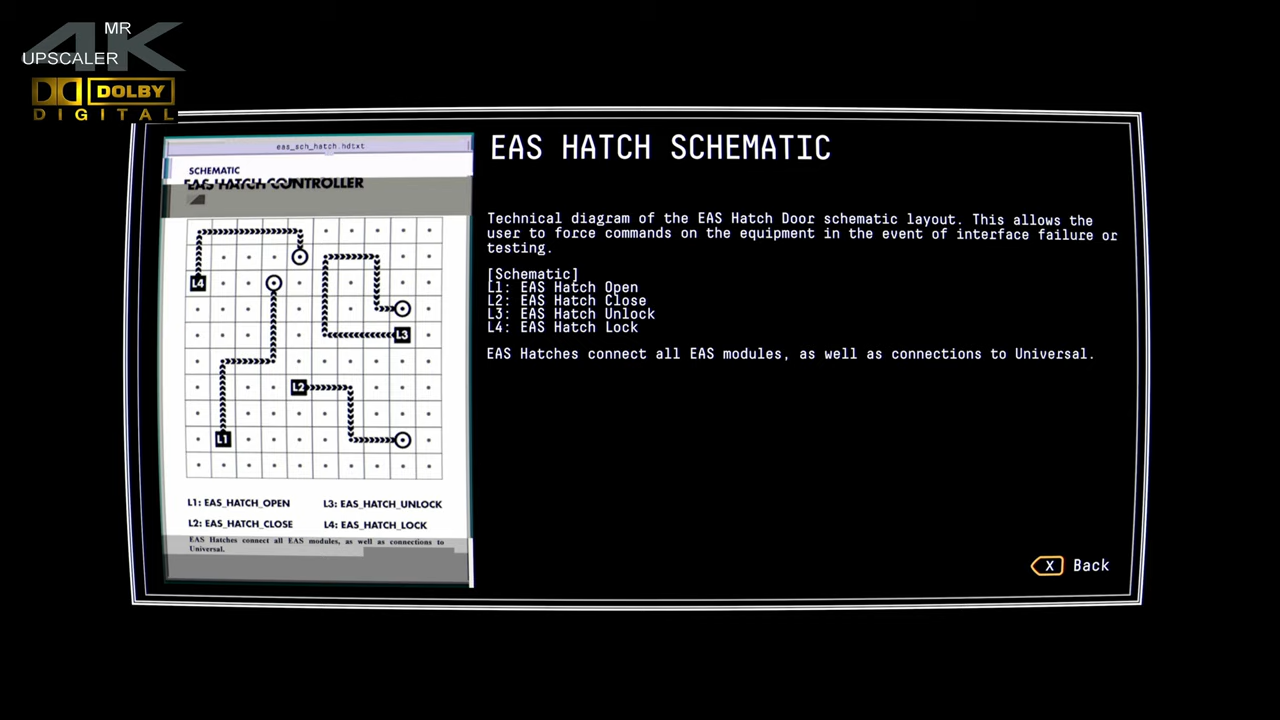 4K
MR
UPSCALER
DOLBY
DIGITAL
eas_sch_hatch.hdtxt
SCHEMATIC
EAS HATCH CONTROLLER
L4
L3
L2
L1
L1: EAS_HATCH_OPEN
L3: EAS_HATCH_UNLOCK
L2: EAS_HATCH_CLOSE
L4: EAS_HATCH_LOCK
EAS Hatches connect all EAS modules, as well as connections to
Universal.
EAS HATCH SCHEMATIC
Technical diagram of the EAS Hatch Door schematic layout. This allows the
user to force commands on the equipment in the event of interface failure or
testing.
[Schematic]
L1: EAS Hatch Open
L2: EAS Hatch Close
L3: EAS Hatch Unlock
L4: EAS Hatch Lock
EAS Hatches connect all EAS modules, as well as connections to Universal.
X Back